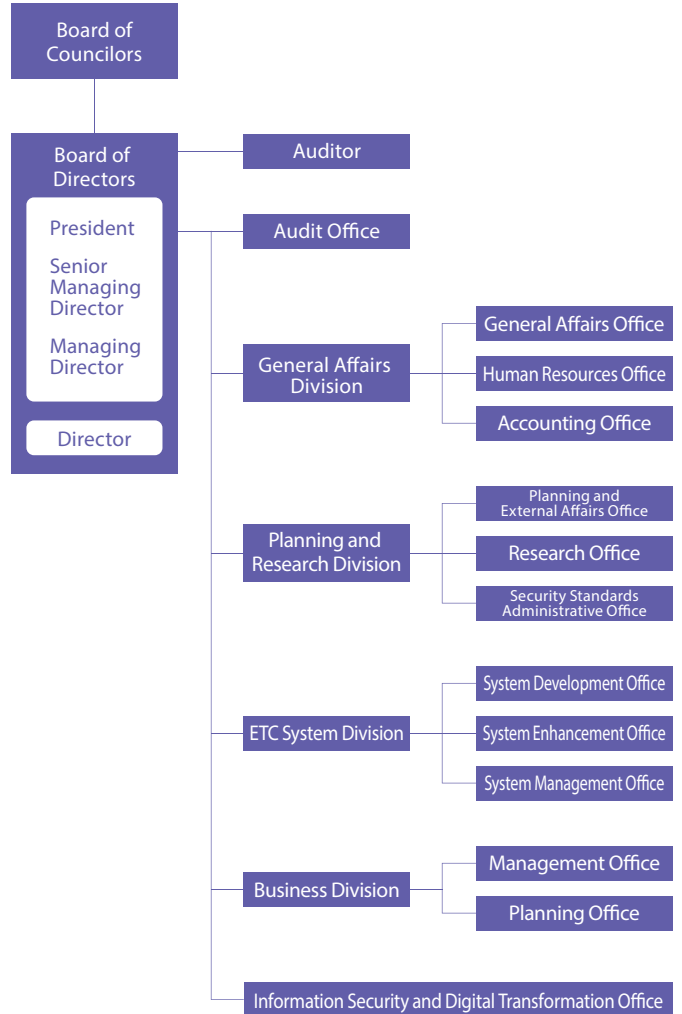 Board of
Councilors
Board of
Directors
President
Senior
Managing
Director
Managing
Director
Director
Auditor
Audit Office
General Affairs
Division
General Affairs Office
Human Resources Office
Accounting Office
Planning and
Research Division
Planning and
External Affairs Office
Research Office
Security Standards
Administrative Office
ETC System Division
System Development Office
System Enhancement Office
System Management Office
Business Division
Management Office
Planning Office
Information Security and Digital Transformation Office